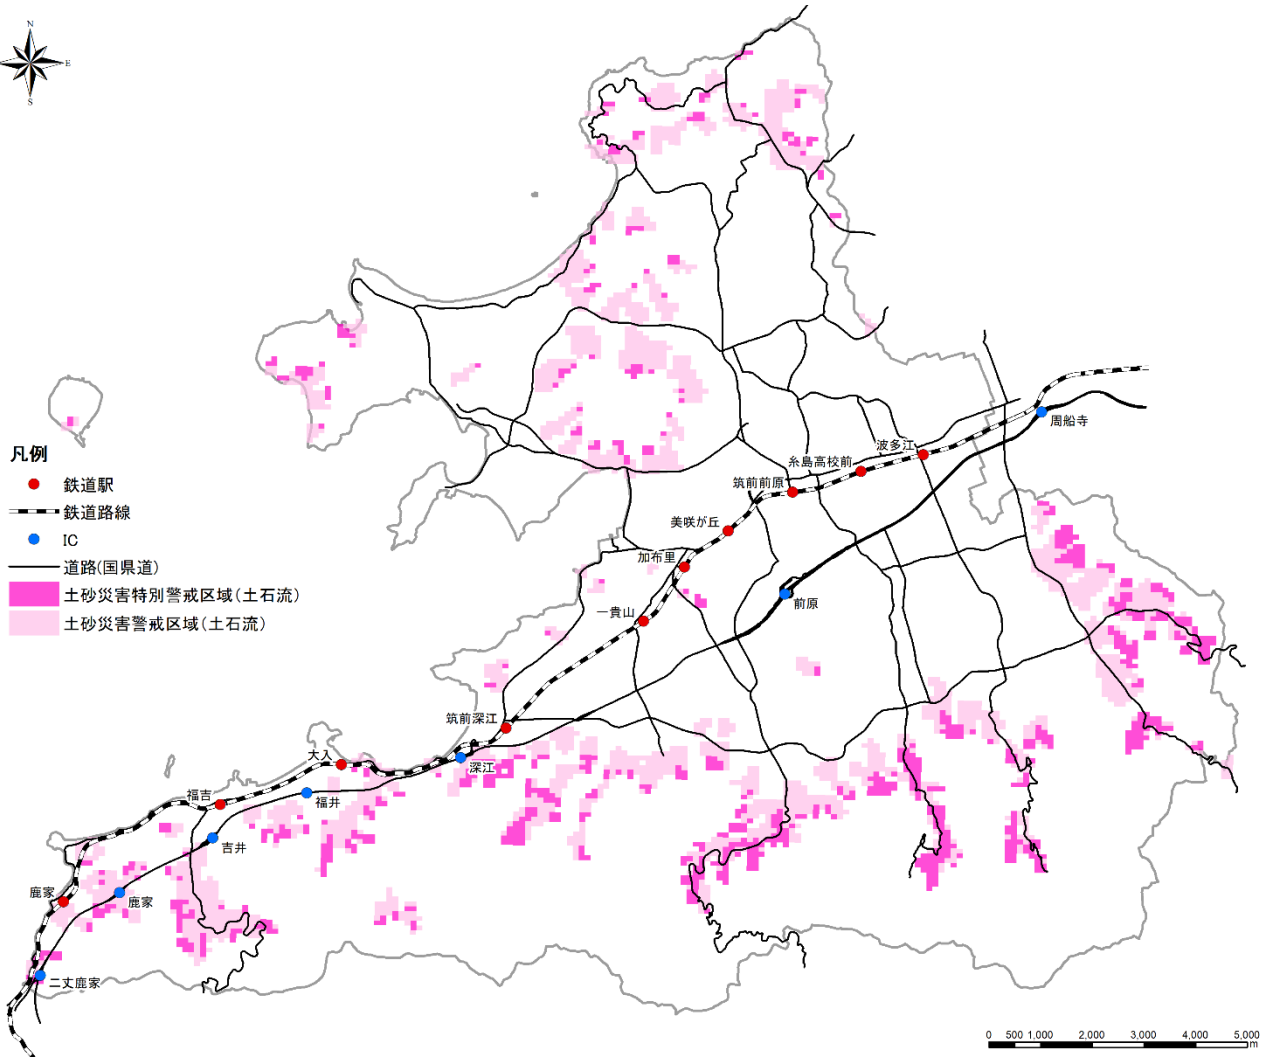 N
E
S
周船寺
波多江
糸島高校前
筑前前原
美咲が丘
加布里
前原
一貴山
筑前深江
深江
大入
福井
福吉
吉井
鹿家
鹿家
二丈鹿家
凡例
鉄道駅
鉄道路線
IC
道路(国県道)
土砂災害特別警戒区域(土石流)
土砂災害警戒区域(土石流)
0 500 1,000 2,000 3,000 4,000 5,000
m